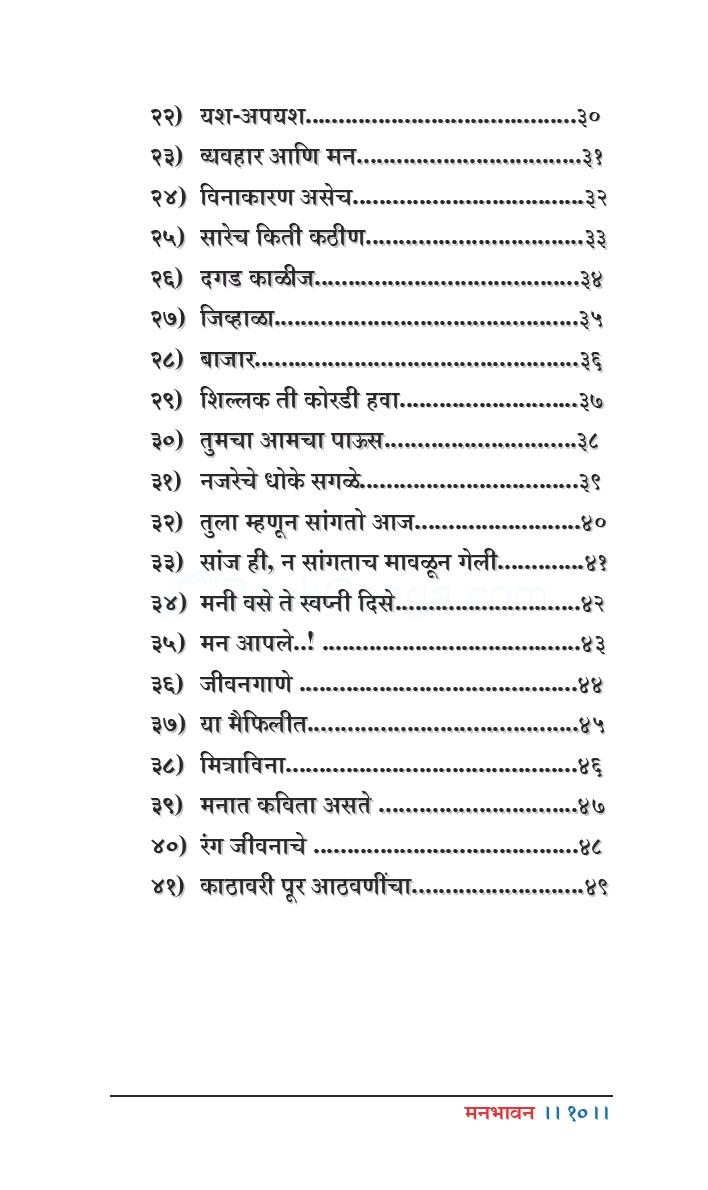 २२) यश-अपयश.........................................३०
२३) व्यवहार आणि मन..................................३१
२४) विनाकारण असेच...................................३२
२५) सारेच किती कठीण.................................३३
२६) दगड काळीज........................................३४
२७) जिव्हाळा..............................................३५
२८) बाजार.................................................३६
२९) शिल्लक ती कोरडी हवा...........................३७
३०) तुमचा आमचा पाऊस.............................३८
३१) नजरेचे धोके सगळे.................................३९
३२) तुला म्हणून सांगतो आज.........................४०
३३) सांज ही, न सांगताच मावळून गेली.............४१
३४) मनी वसे ते स्वप्नी दिसे............................४२
३५) मन आपले..! .......................................४३
३६) जीवनगाणे ..........................................४४
३७) या मैफिलीत.........................................४५
३८) मित्राविना............................................४६
३९) मनात कविता असते ..............................४७
४०) रंग जीवनाचे ........................................४८
४१) काठावरी पूर आठवणींचा..........................४९
मनभावन ।। १० ।।